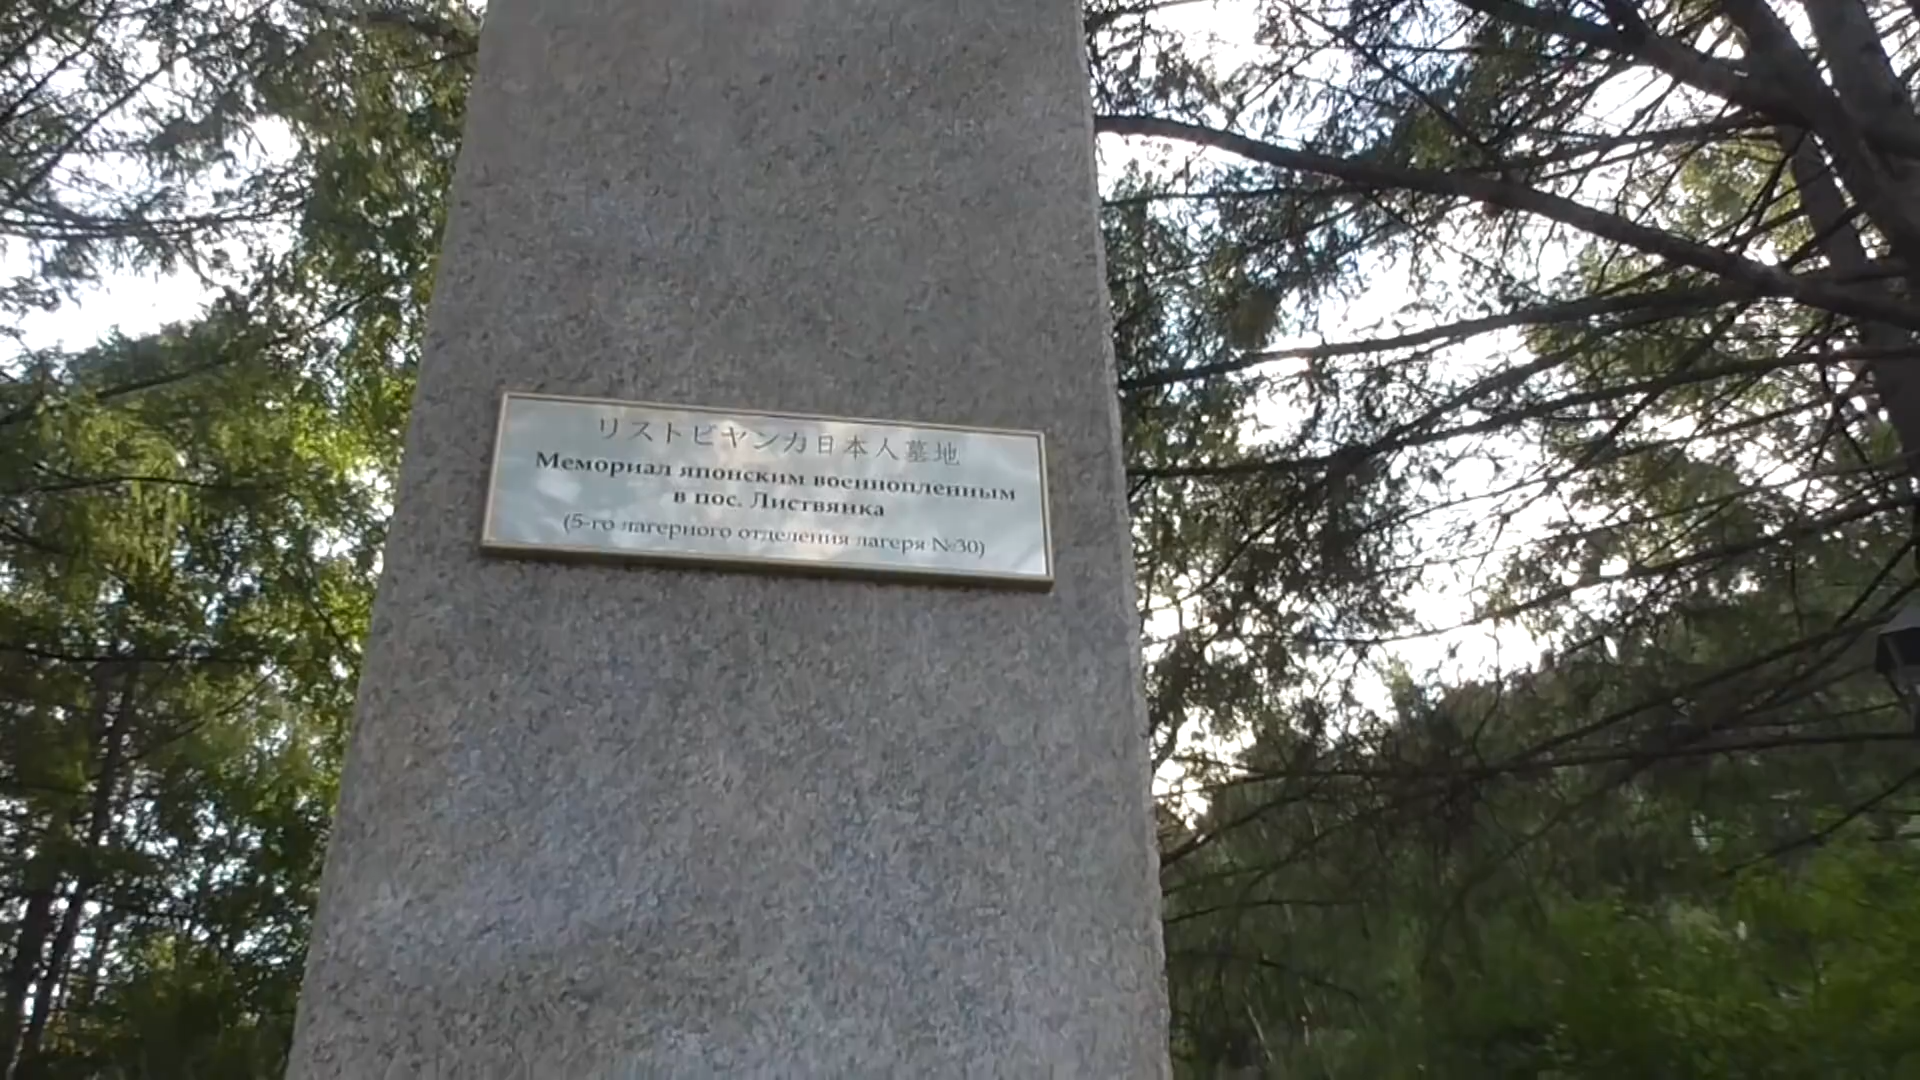 リストビヤンカ日本人墓地
Мемориал японским военнопленным
в пос. Листвянка
(5-го лагерного отделения лагеря №30)